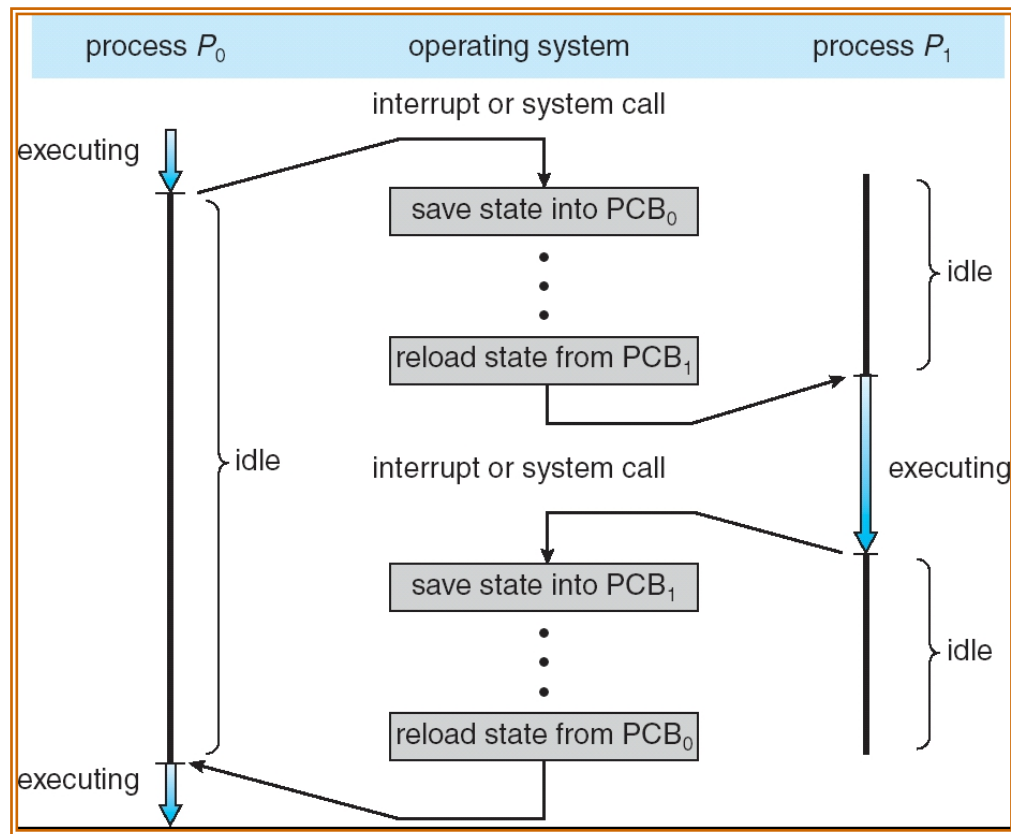 process P₀
operating system
process P₁
interrupt or system call
executing
save state into PCB₀
idle
reload state from PCB₁
idle
interrupt or system call
executing
save state into PCB₁
idle
reload state from PCB₀
executing